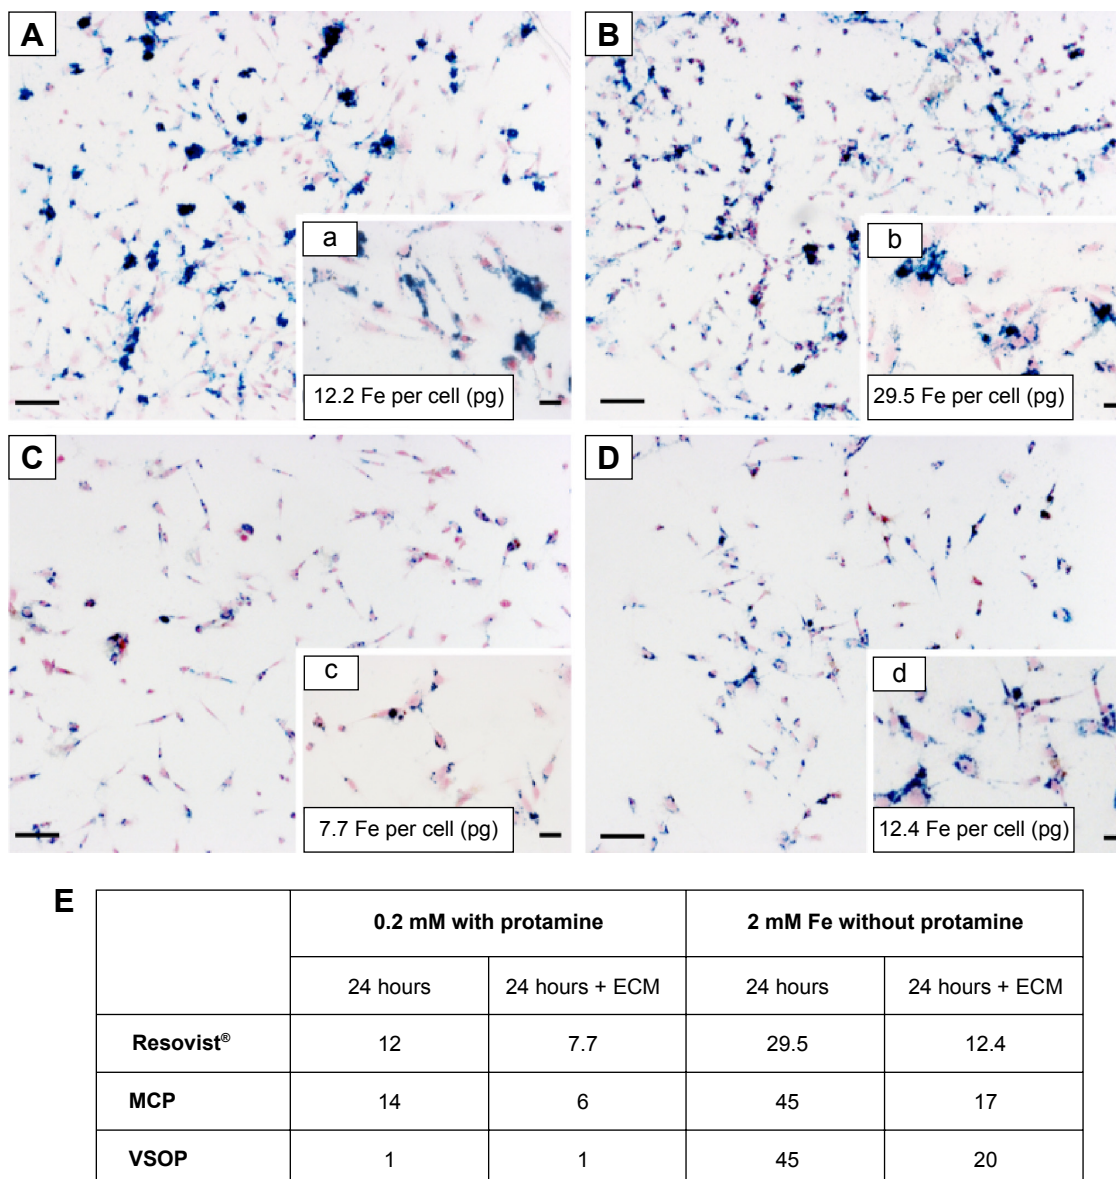 A
B
a
b
12.2 Fe per cell (pg)
29.5 Fe per cell (pg)
C
D
c
d
7.7 Fe per cell (pg)
12.4 Fe per cell (pg)
E
0.2 mM with protamine 2 mM Fe without protamine
24 hours 24 hours + ECM 24 hours 24 hours + ECM
Resovist® 12 7.7 29.5 12.4
MCP 14 6 45 17
VSOP 1 1 45 20